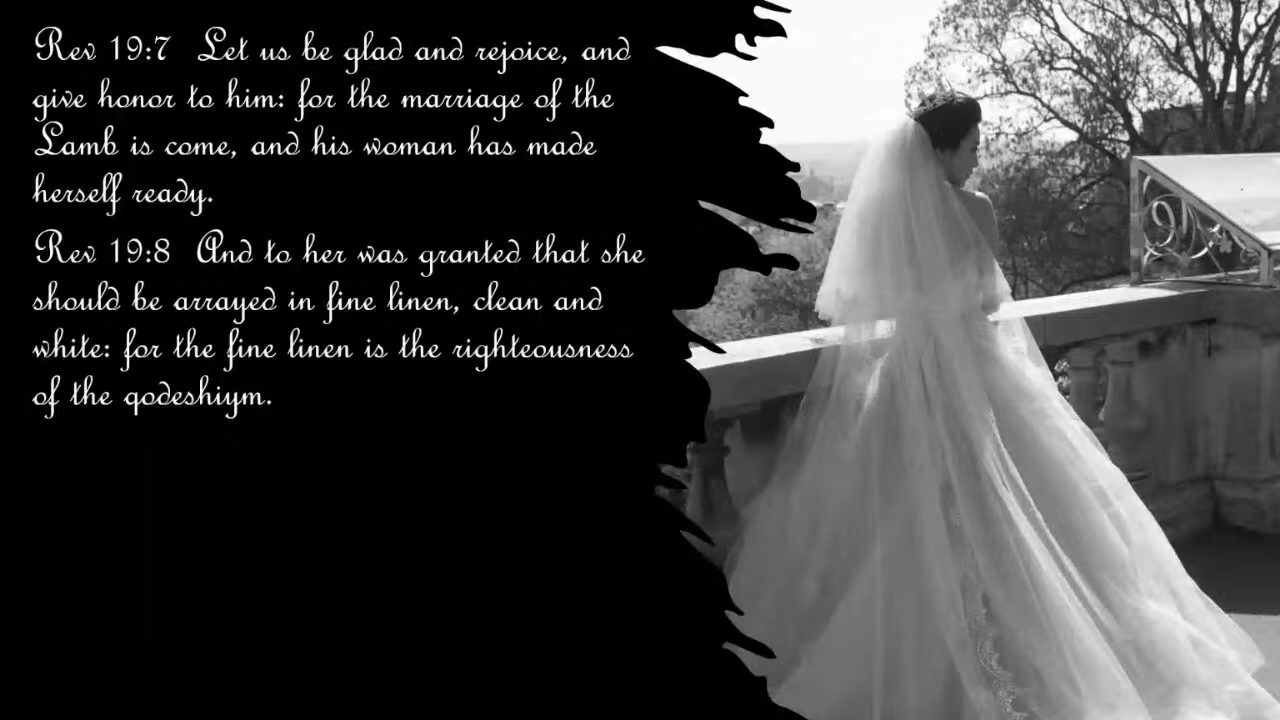 Rev 19:7 Let us be glad and rejoice, and
give honor to him: for the marriage of the
Lamb is come, and his woman has made
herself ready.
Rev 19:8 And to her was granted that she
should be arrayed in fine linen, clean and
white: for the fine linen is the righteousness
of the qodeshiym.